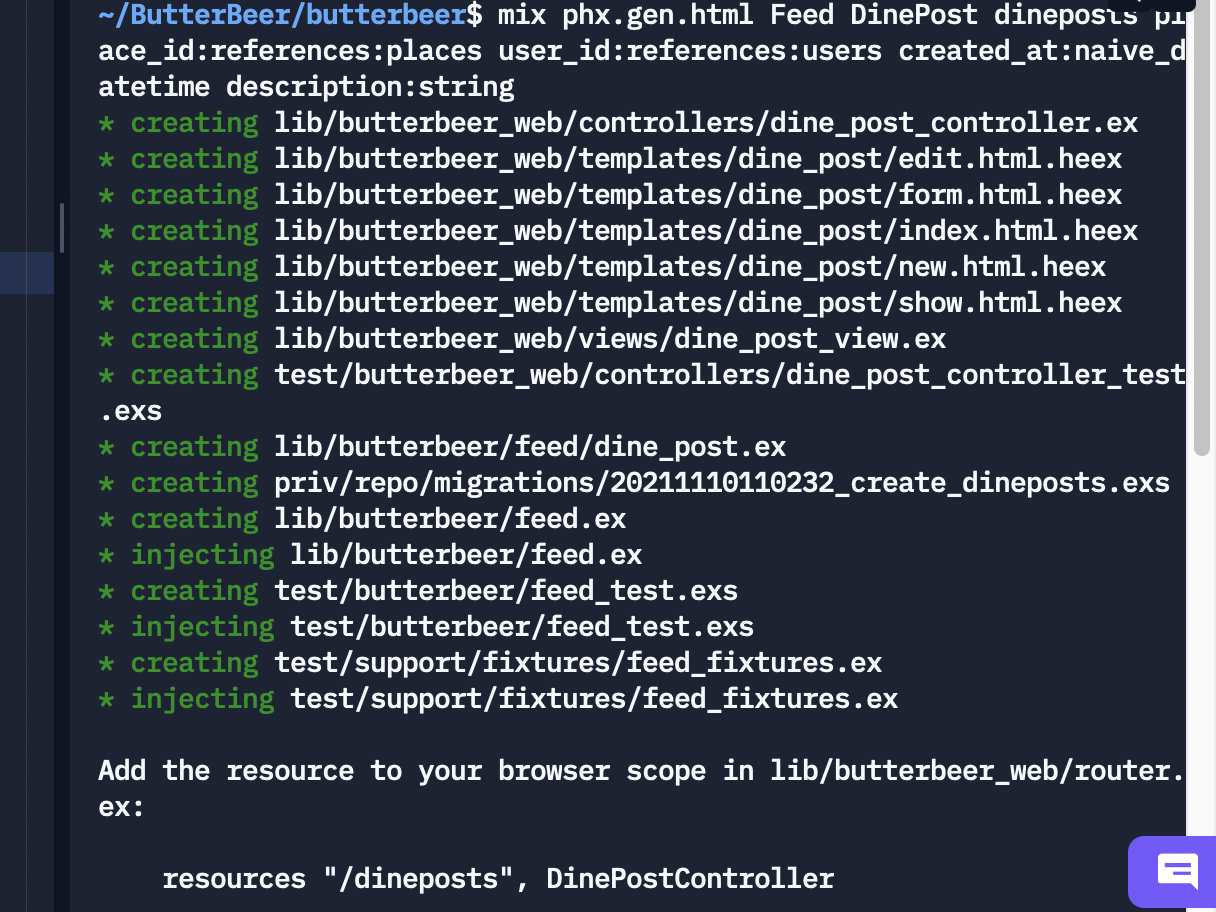 ~/ButterBeer/butterbeer$ mix phx.gen.html Feed DinePost dineposts pl
ace_id:references:places user_id:references:users created_at:naive_d
atetime description:string
* creating lib/butterbeer_web/controllers/dine_post_controller.ex
* creating lib/butterbeer_web/templates/dine_post/edit.html.heex
* creating lib/butterbeer_web/templates/dine_post/form.html.heex
* creating lib/butterbeer_web/templates/dine_post/index.html.heex
* creating lib/butterbeer_web/templates/dine_post/new.html.heex
* creating lib/butterbeer_web/templates/dine_post/show.html.heex
* creating lib/butterbeer_web/views/dine_post_view.ex
* creating test/butterbeer_web/controllers/dine_post_controller_test
.exs
* creating lib/butterbeer/feed/dine_post.ex
* creating priv/repo/migrations/20211110110232_create_dineposts.exs
* creating lib/butterbeer/feed.ex
* injecting lib/butterbeer/feed.ex
* creating test/butterbeer/feed_test.exs
* injecting test/butterbeer/feed_test.exs
* creating test/support/fixtures/feed_fixtures.ex
* injecting test/support/fixtures/feed_fixtures.ex
Add the resource to your browser scope in lib/butterbeer_web/router.
ex:
resources "/dineposts", DinePostController